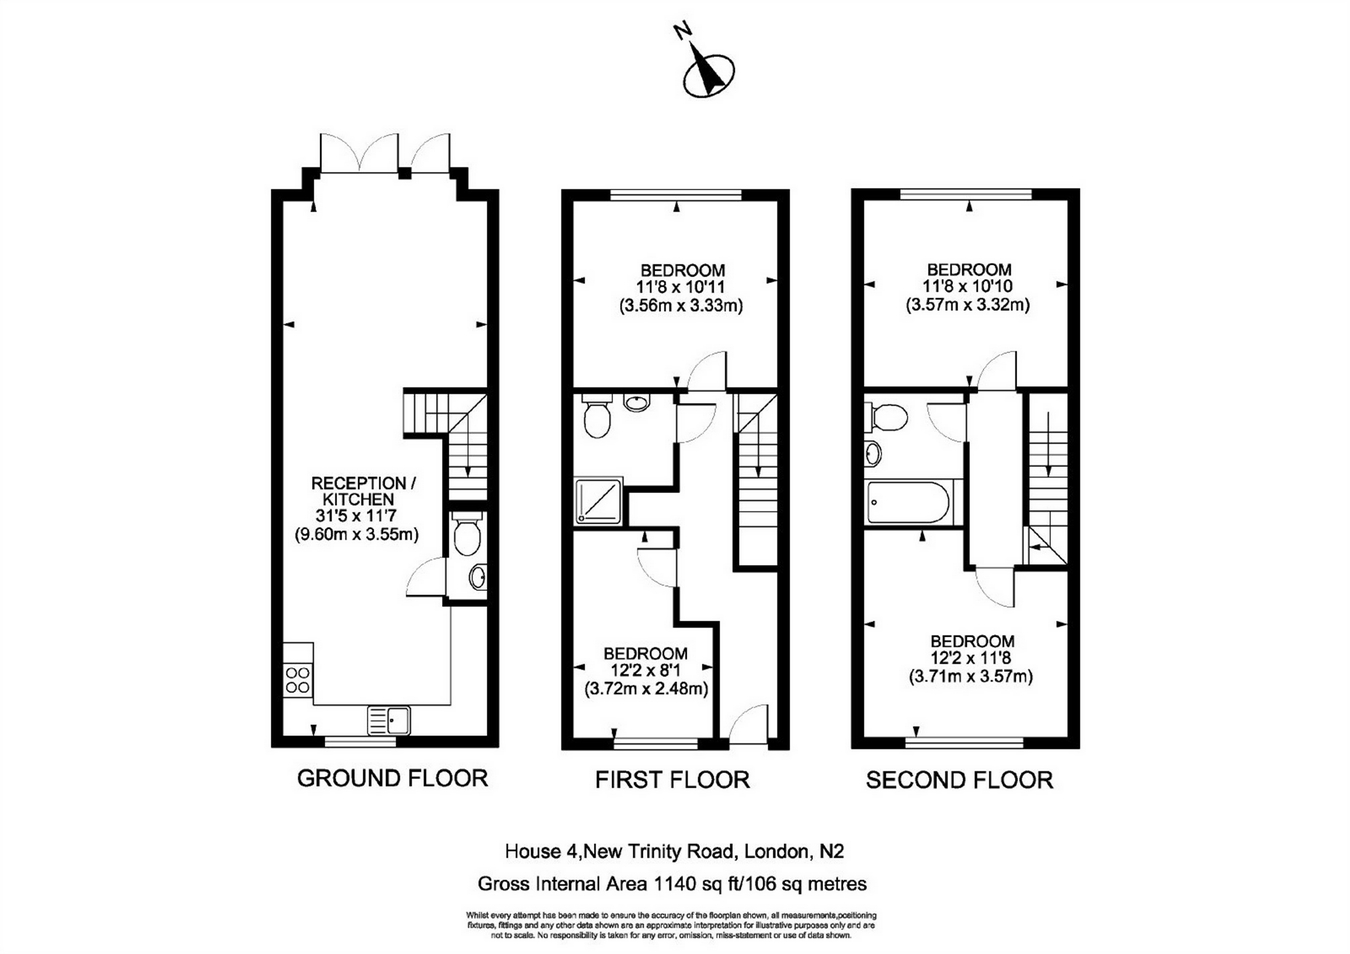 N
BEDROOM
11'8 x 10'11
(3.56m x 3.33m)
BEDROOM
11'8 x 10'10
(3.57m x 3.32m)
RECEPTION /
KITCHEN
31'5 x 11'7
(9.60m x 3.55m)
BEDROOM
12'2 x 8'1
(3.72m x 2.48m)
BEDROOM
12'2 x 11'8
(3.71m x 3.57m)
GROUND FLOOR
FIRST FLOOR
SECOND FLOOR
House 4,New Trinity Road, London, N2
Gross Internal Area 1140 sq ft/106 sq metres
Whilst every attempt has been made to ensure the accuracy of the floorplan shown, all measurements,positioning
fixtures, fittings and any other data shown are an approximate interpretation for illustrative purposes only and are
not to scale. No responsibility is taken for any error, omission, miss-statement or use of data shown.